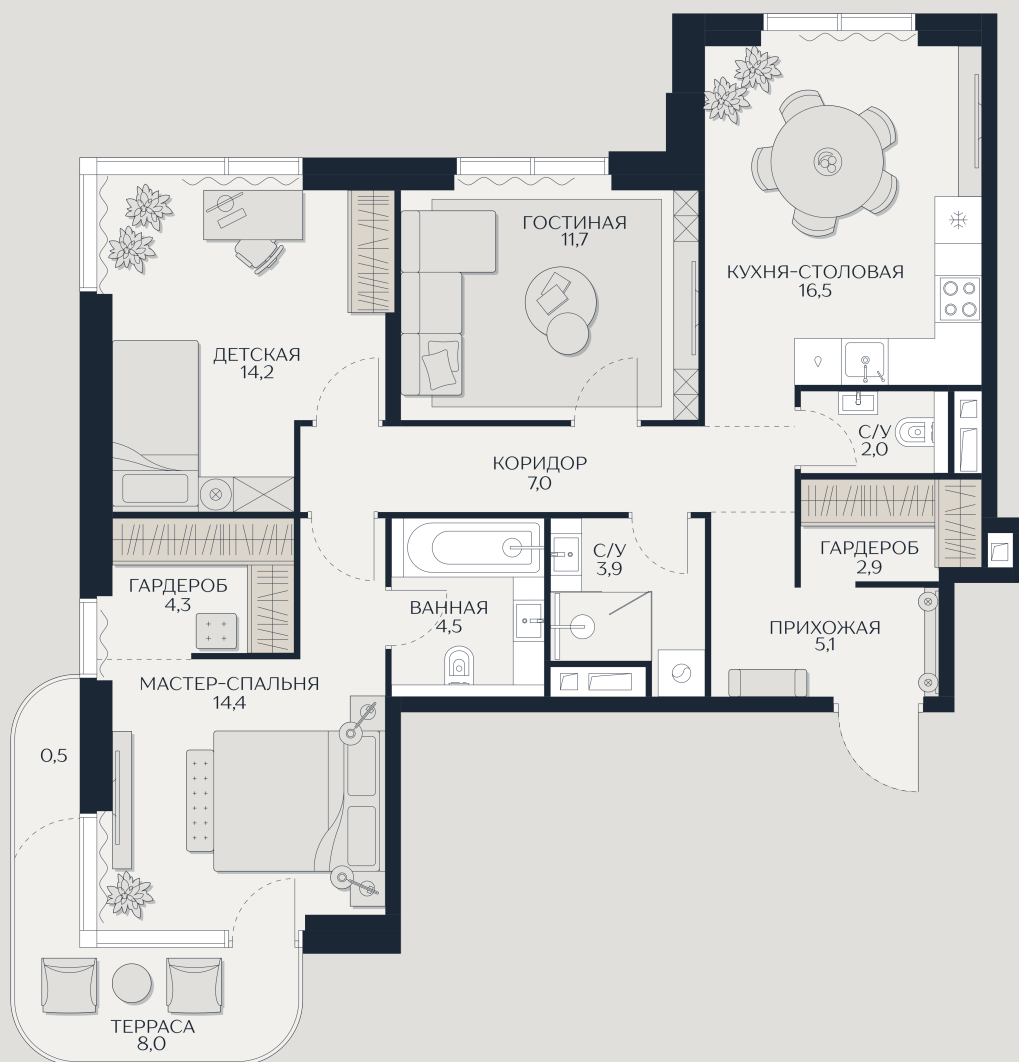 ГОСТИНАЯ
11,7
КУХНЯ-СТОЛОВАЯ
16,5
ДЕТСКАЯ
14,2
С/У
2,0
КОРИДОР
7,0
ГАРДЕРОБ
2,9
С/У
3,9
ГАРДЕРОБ
4,3
ВАННАЯ
4,5
ПРИХОЖАЯ
5,1
МАСТЕР-СПАЛЬНЯ
14,4
0,5
ТЕРРАСА
8,0